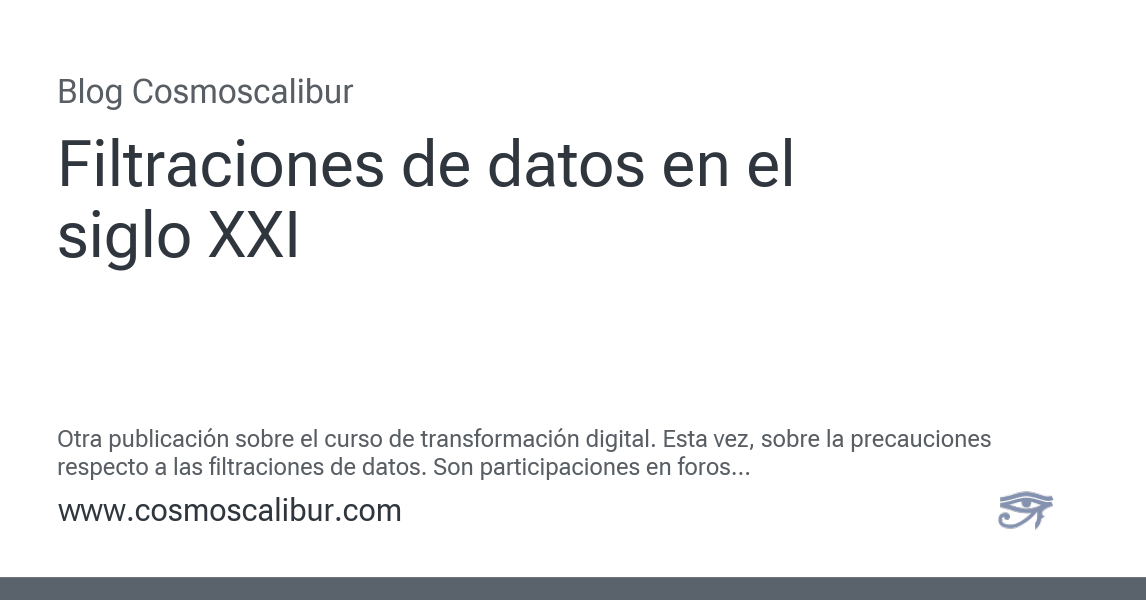 Blog Cosmoscalibur
Filtraciones de datos en el
siglo XXI
Otra publicación sobre el curso de transformación digital. Esta vez, sobre la precauciones
respecto a las filtraciones de datos. Son participaciones en foros...
www.cosmoscalibur.com